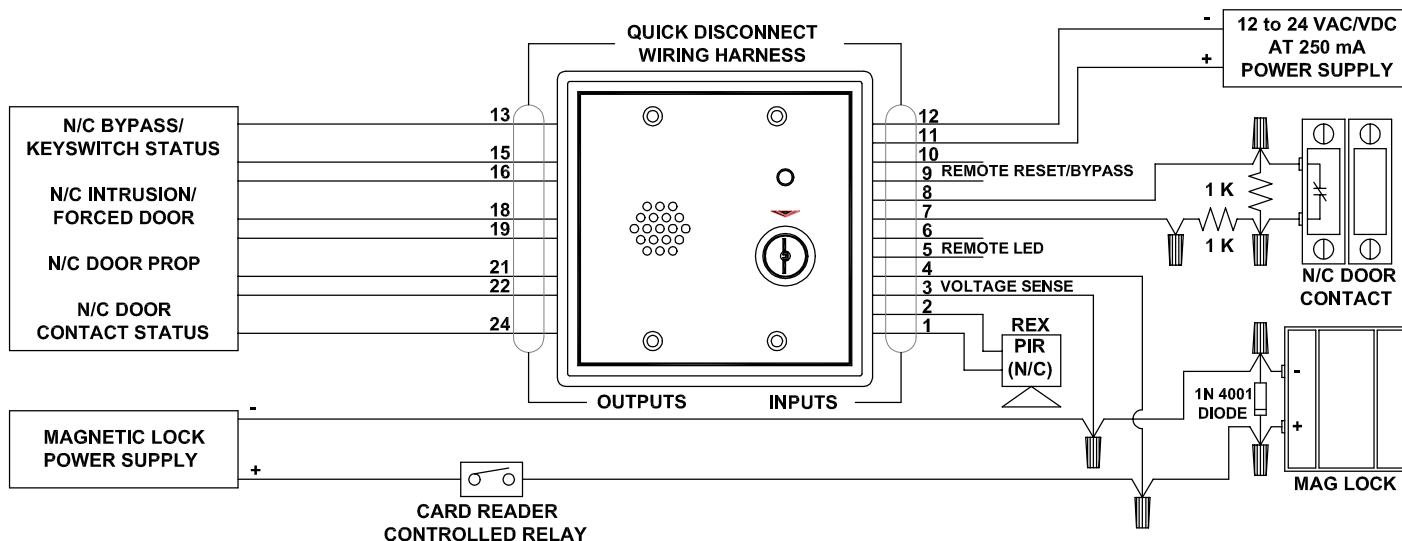 QUICK DISCONNECT
WIRING HARNESS
-
+
12 to 24 VAC/VDC
AT 250 mA
POWER SUPPLY
N/C BYPASS/
KEYSWITCH STATUS
N/C INTRUSION/
FORCED DOOR
N/C DOOR PROP
N/C DOOR
CONTACT STATUS
13
15
16
18
19
21
22
24
12
11
10
9 REMOTE RESET/BYPASS
8
7
6
5 REMOTE LED
4
3 VOLTAGE SENSE
2
1
1 K
1 K
N/C DOOR
CONTACT
REX
PIR
(N/C)
OUTPUTS
INPUTS
MAGNETIC LOCK
POWER SUPPLY
-
+
CARD READER
CONTROLLED RELAY
1N 4001
DIODE
-
+
MAG LOCK